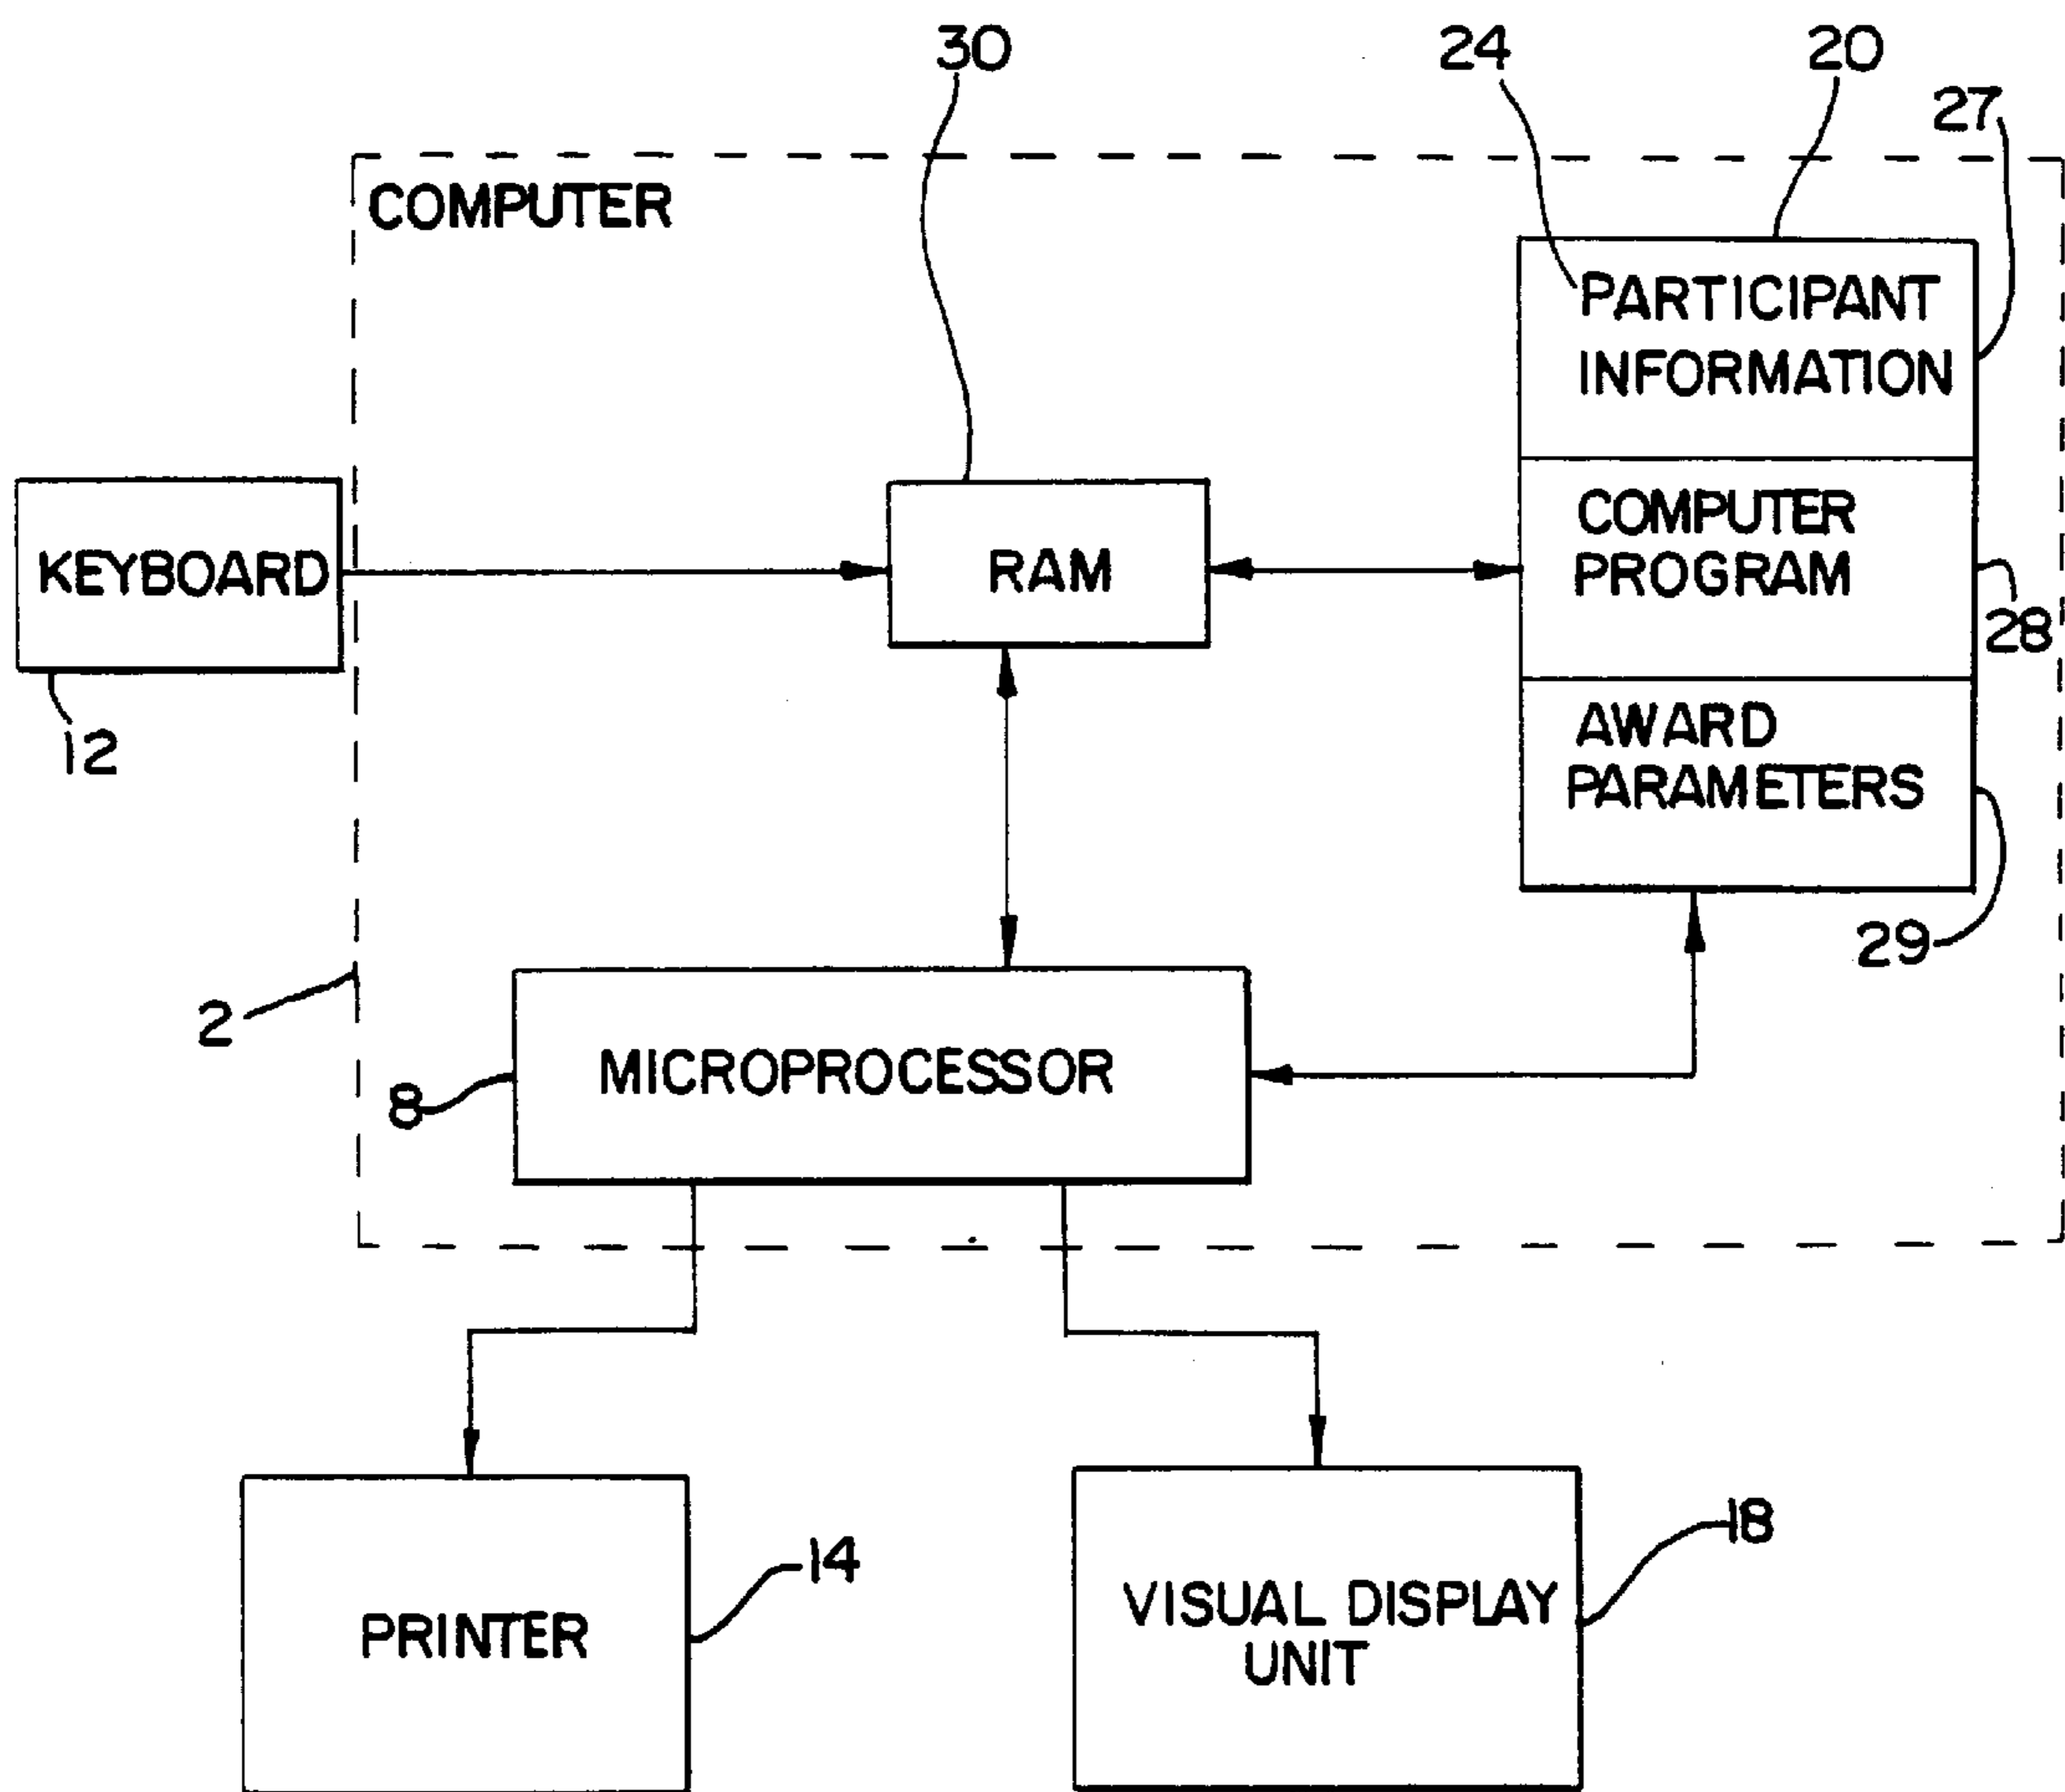 30
24
20
27
COMPUTER
PARTICIPANT
INFORMATION
KEYBOARD
RAM
COMPUTER
PROGRAM
28
12
AWARD
PARAMETERS
29
2
MICROPROCESSOR
8
14
18
PRINTER
VISUAL DISPLAY
UNIT